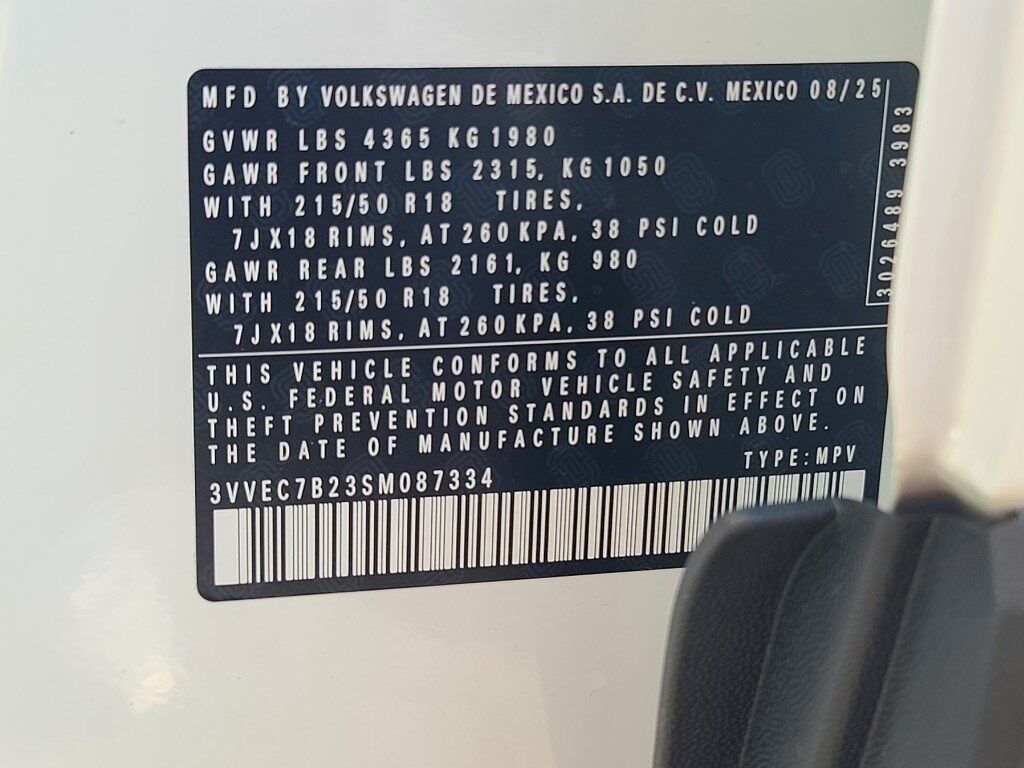 MFD BY VOLKSWAGEN DE MEXICO S.A. DE C.V. MEXICO 08/25
GVWR LBS 4365 KG 1980
GAWR FRONT LBS 2315, KG 1050
WITH 215/50 R18 TIRES,
7JX18 RIMS, AT 260 KPA, 38 PSI COLD
GAWR REAR LBS 2161, KG 980
WITH 215/50 R18 TIRES,
7JX18 RIMS, AT 260 KPA, 38 PSI COLD
3026489 3983
THIS VEHICLE CONFORMS TO ALL APPLICABLE
U.S. FEDERAL MOTOR VEHICLE SAFETY AND
THEFT PREVENTION STANDARDS IN EFFECT ON
THE DATE OF MANUFACTURE SHOWN ABOVE.
TYPE:MPV
3VVEC7B23SM087334